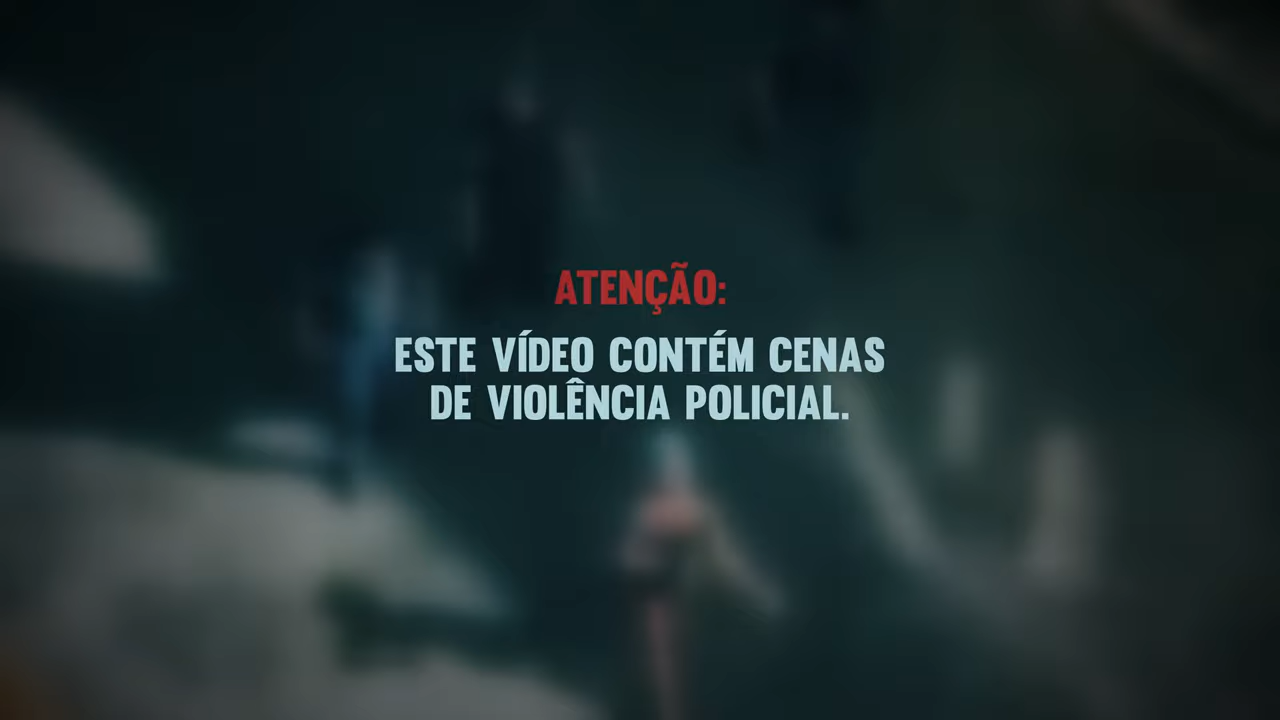 ATENÇÃO:
ESTE VÍDEO CONTÉM CENAS
DE VIOLÊNCIA POLICIAL.